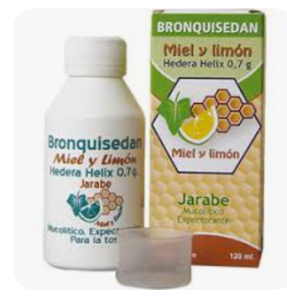 Bronquisedan
Miel y Limón
Hedera Helix 0,7g.
Jarabe
Mucolítico, Expectorante
Para la tos
BRONQUISEDAN
Miel y limón
Hedera Helix 0,7 g
Miel y limón
Jarabe
Mucolítico
Expectorante
120 ml